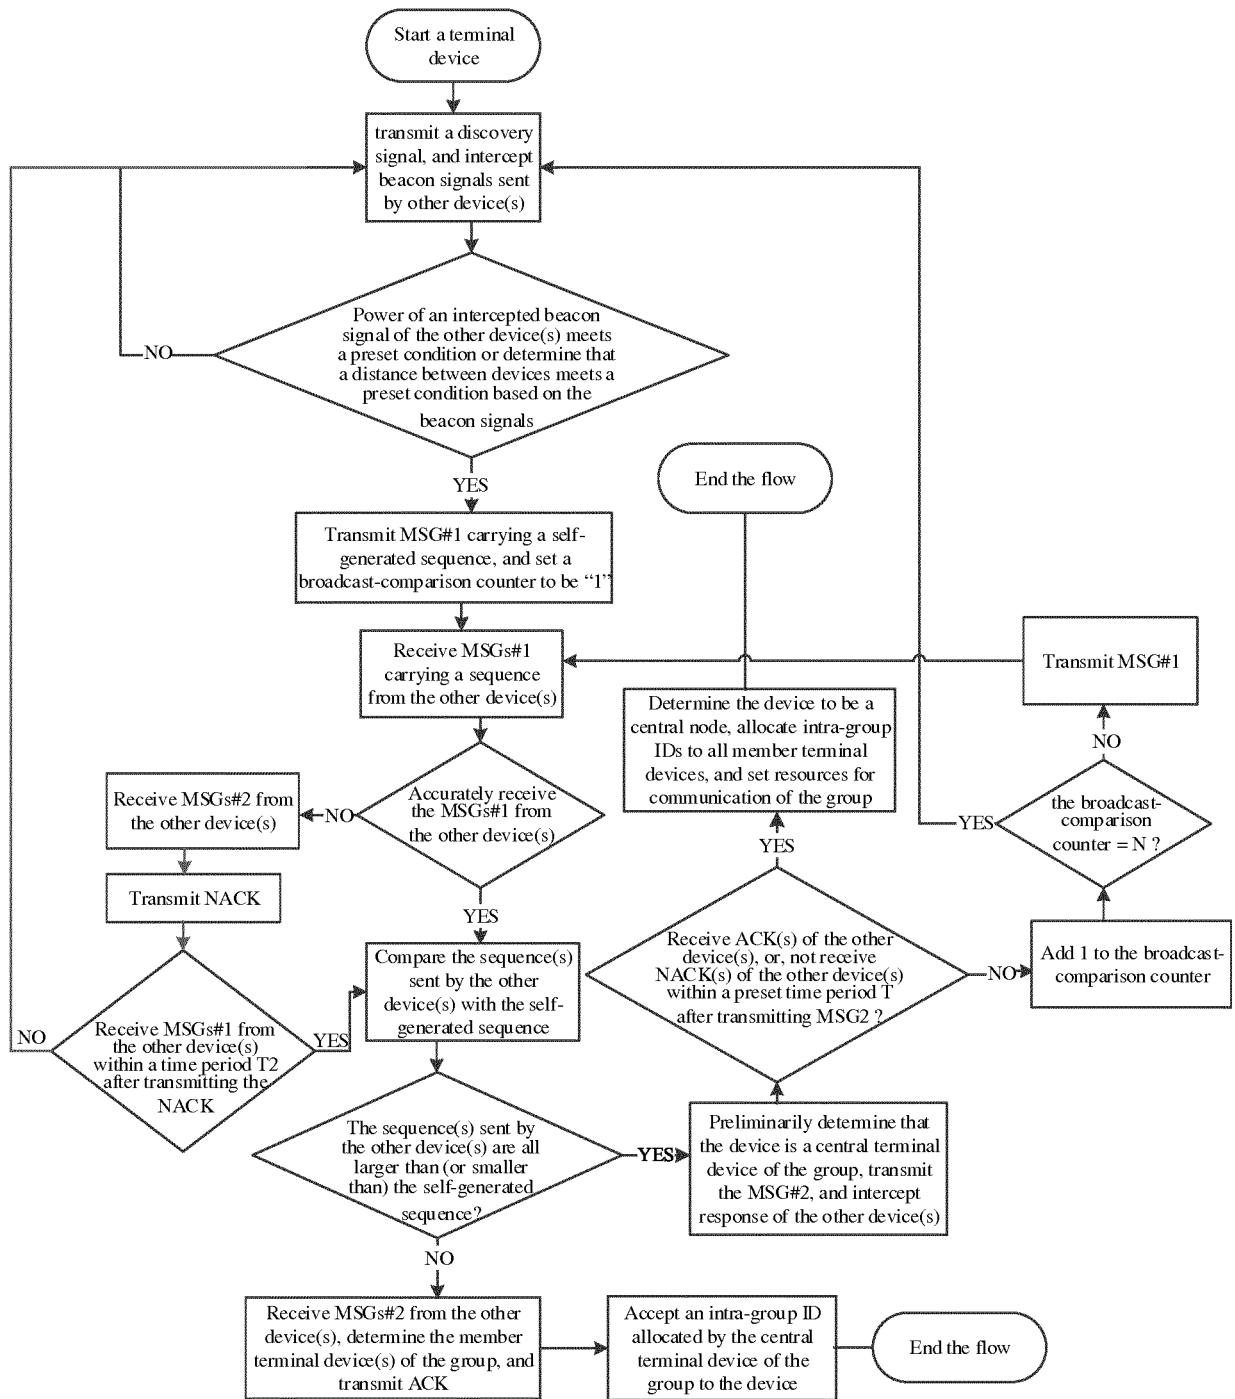 Start a terminal
device
transmit a discovery
signal, and intercept
beacon signals sent
by other device(s)
Power of an intercepted beacon
signal of the other device(s) meets
a preset condition or determine that
a distance between devices meets a
preset condition based on the
beacon signals
NO
YES
End the flow
Transmit MSG#1 carrying a self-
generated sequence, and set a
broadcast-comparison counter to be “1”
Receive MSGs#1
carrying a sequence
from the other device(s)
Transmit MSG#1
Determine the device to be a
central node, allocate intra-group
IDs to all member terminal
devices, and set resources for
communication of the group
NO
Accurately receive
the MSGs#1 from
the other device(s)
NO
Receive MSGs#2 from
the other device(s)
the broadcast-
comparison
counter = N ?
YES
YES
Transmit NACK
YES
Receive ACK(s) of the other
device(s), or, not receive
NACK(s) of the other device(s)
within a preset time period T
after transmitting MSG2 ?
NO
Add 1 to the broadcast-
comparison counter
Compare the sequence(s)
sent by the other
device(s) with the self-
generated sequence
Receive MSGs#1 from
the other device(s)
within a time period T2
after transmitting the
NACK
NO
YES
The sequence(s) sent by
the other device(s) are all
larger than (or smaller
than) the self-generated
sequence?
YES
Preliminarily determine that
the device is a central terminal
device of the group, transmit
the MSG#2, and intercept
response of the other device(s)
NO
Receive MSGs#2 from the other
device(s), determine the member
terminal device(s) of the group, and
transmit ACK
Accept an intra-group ID
allocated by the central
terminal device of the
group to the device
End the flow